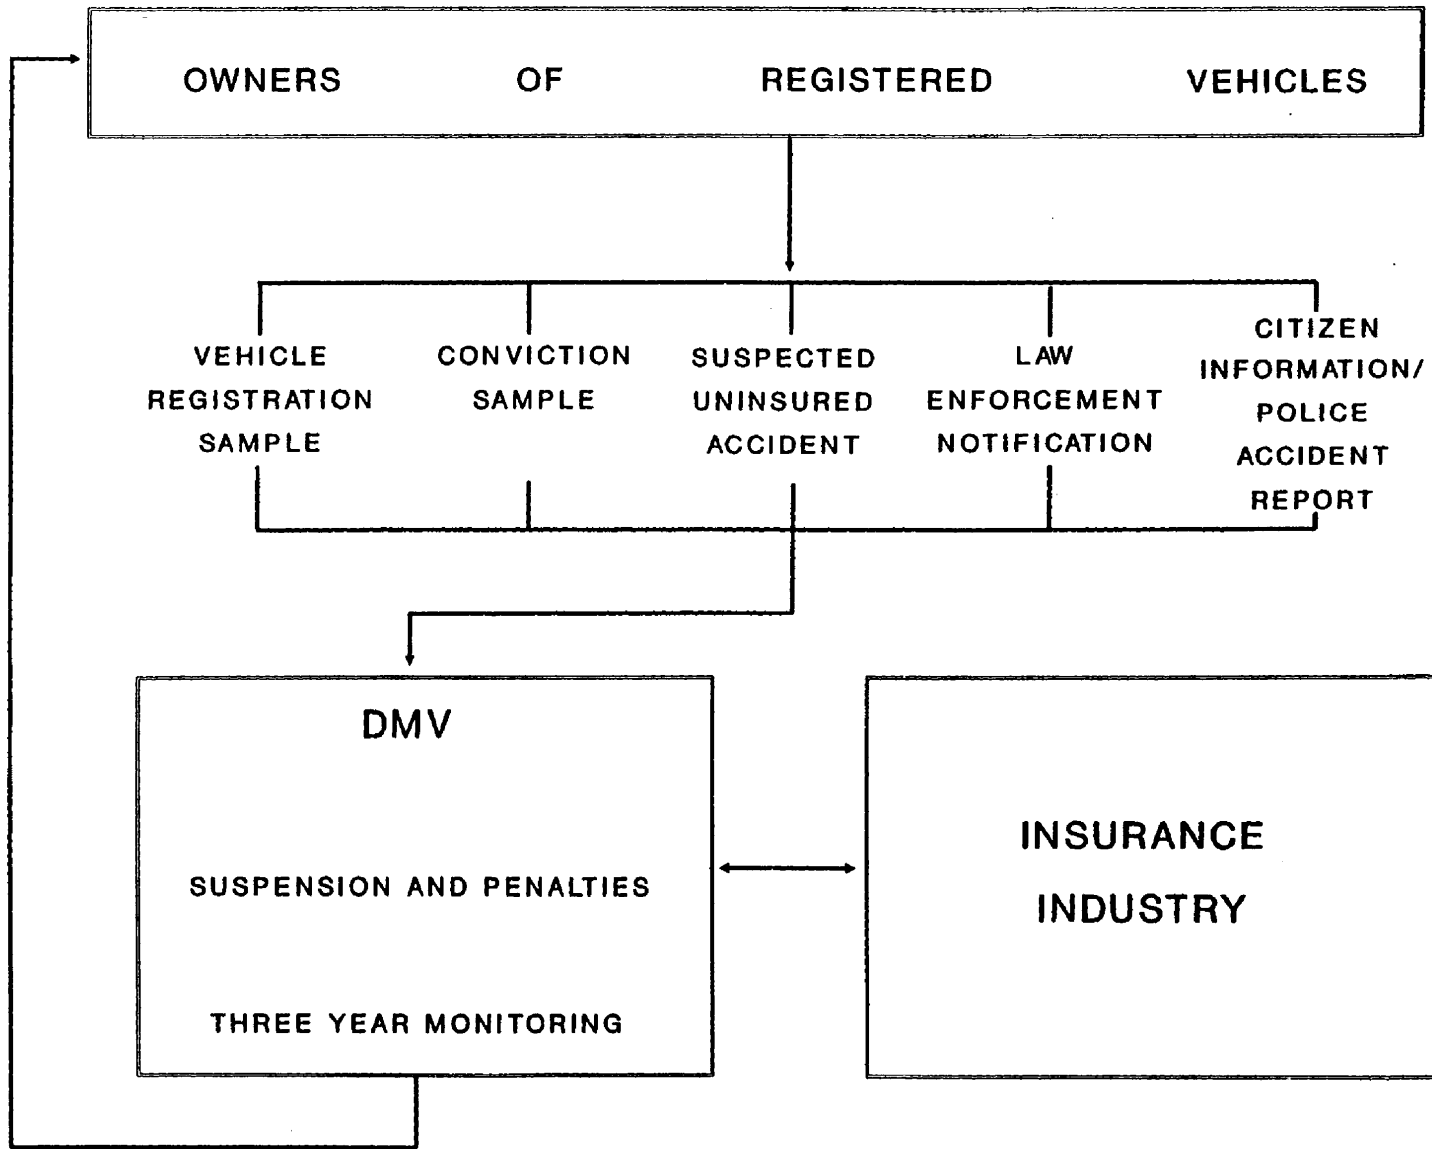 OWNERS OF REGISTERED VEHICLES
VEHICLE
REGISTRATION
SAMPLE
CONVICTION
SAMPLE
SUSPECTED
UNINSURED
ACCIDENT
LAW
ENFORCEMENT
NOTIFICATION
CITIZEN
INFORMATION/
POLICE
ACCIDENT
REPORT
DMV
SUSPENSION AND PENALTIES
THREE YEAR MONITORING
INSURANCE
INDUSTRY